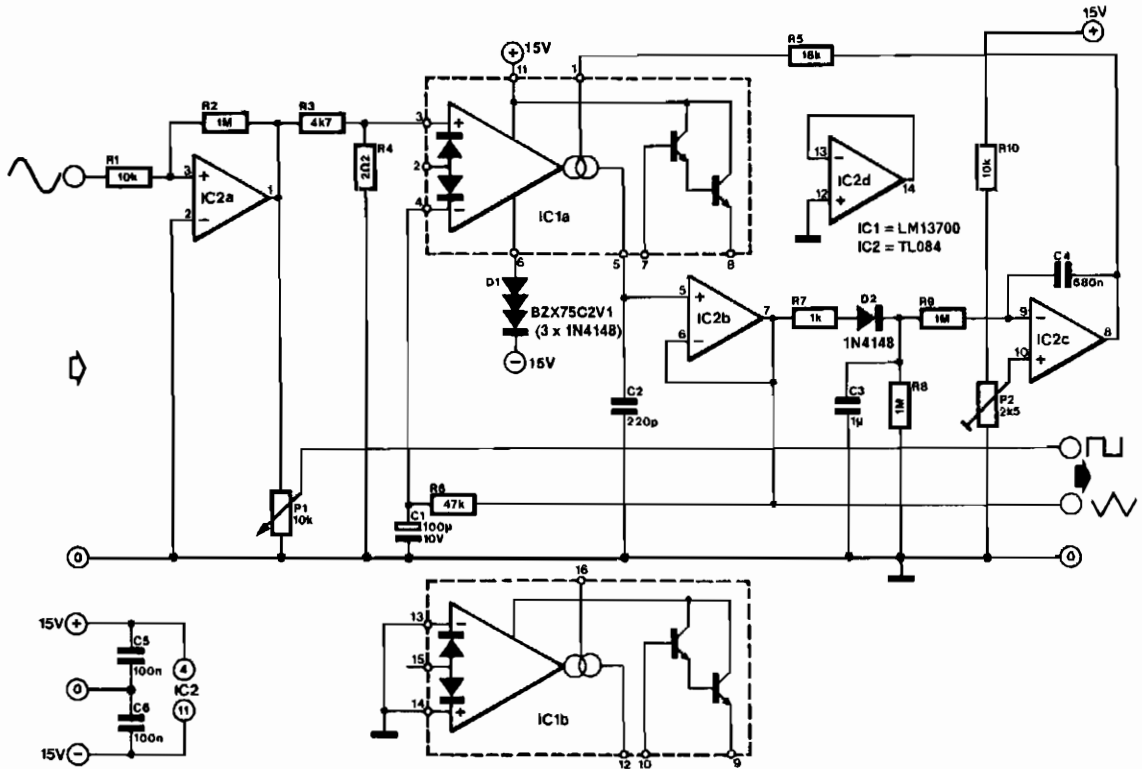 15V
+
11
1
R5
18k
15V
+
R2
1M
R3
4k7
3
+
R1
10k
3
+
IC2a
1
2
−
R4
2Ω2
2
4
−
IC1a
6
5
7
8
13
−
IC2d
14
12
+
R10
10k
IC1 = LM13700
IC2 = TL084
D1
BZX75C2V1
(3 x 1N4148)
−
15V
5
+
IC2b
7
6
−
R7
1k
D2
1N4148
R9
1M
C4
680n
9
−
IC2c
8
10
+
C2
220p
C3
1µ
R8
1M
P2
2k5
P1
10k
R6
47k
C1
100µ
10V
0
0
16
13
−
15
14
+
IC1b
12
10
9
15V
+
C5
100n
4
0
IC2
C6
100n
11
15V
−